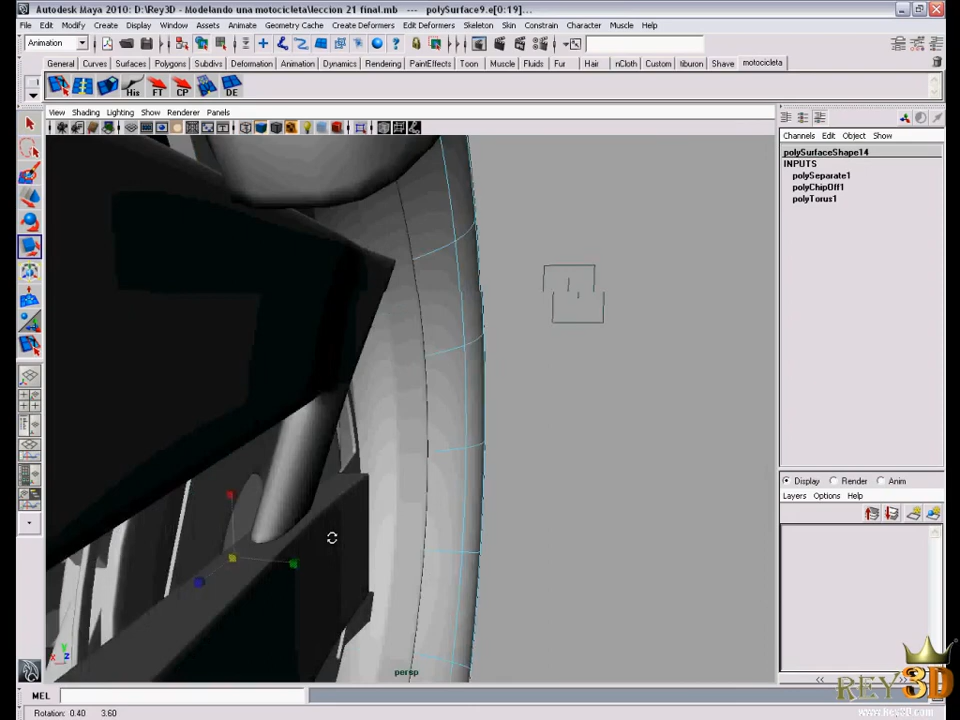 Autodesk Maya 2010: D:\Rey3D - Modelando una motocicleta\leccion 21 final.mb --- polySurface9.e[0:19]...
File Edit Modify Create Display Window Assets Animate Geometry Cache Create Deformers Edit Deformers Skeleton Skin Constrain Character Muscle Help
Animation
General Curves Surfaces Polygons Subdivs Deformation Animation Dynamics Rendering PaintEffects Toon Muscle Fluids Fur Hair nCloth Custom tiburon Shave motocicleta
His FT CP DE
View Shading Lighting Show Renderer Panels
Channels Edit Object Show
polySurfaceShape14
INPUTS
polySeparate1
polyChipOff1
polyTorus1
Display Render Anim
Layers Options Help
persp
MEL
Rotation: 0.40 3.60
REY3D
www.rey3d.com